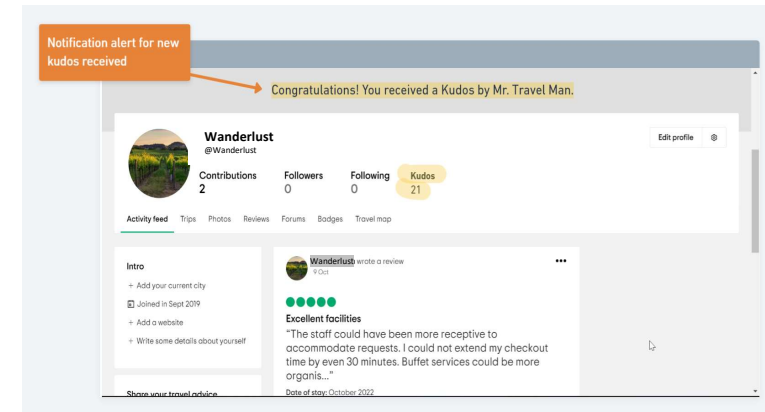 Notification alert for new
kudos received
Congratulations! You received a Kudos by Mr. Travel Man.
Wanderlust
@Wanderlust
Edit profile
Contributions Followers Following Kudos
2 0 0 21
Activity feed Trips Photos Reviews Forums Badges Travel map
Intro
+ Add your current city
Joined in Sept 2019
+ Add a website
+ Write some details about yourself
Share your travel advice
Wanderlust wrote a review
9 Oct
•••
Excellent facilities
"The staff could have been more receptive to
accommodate requests. I could not extend my checkout
time by even 30 minutes. Buffet services could be more
organis..."
Date of stay: October 2022